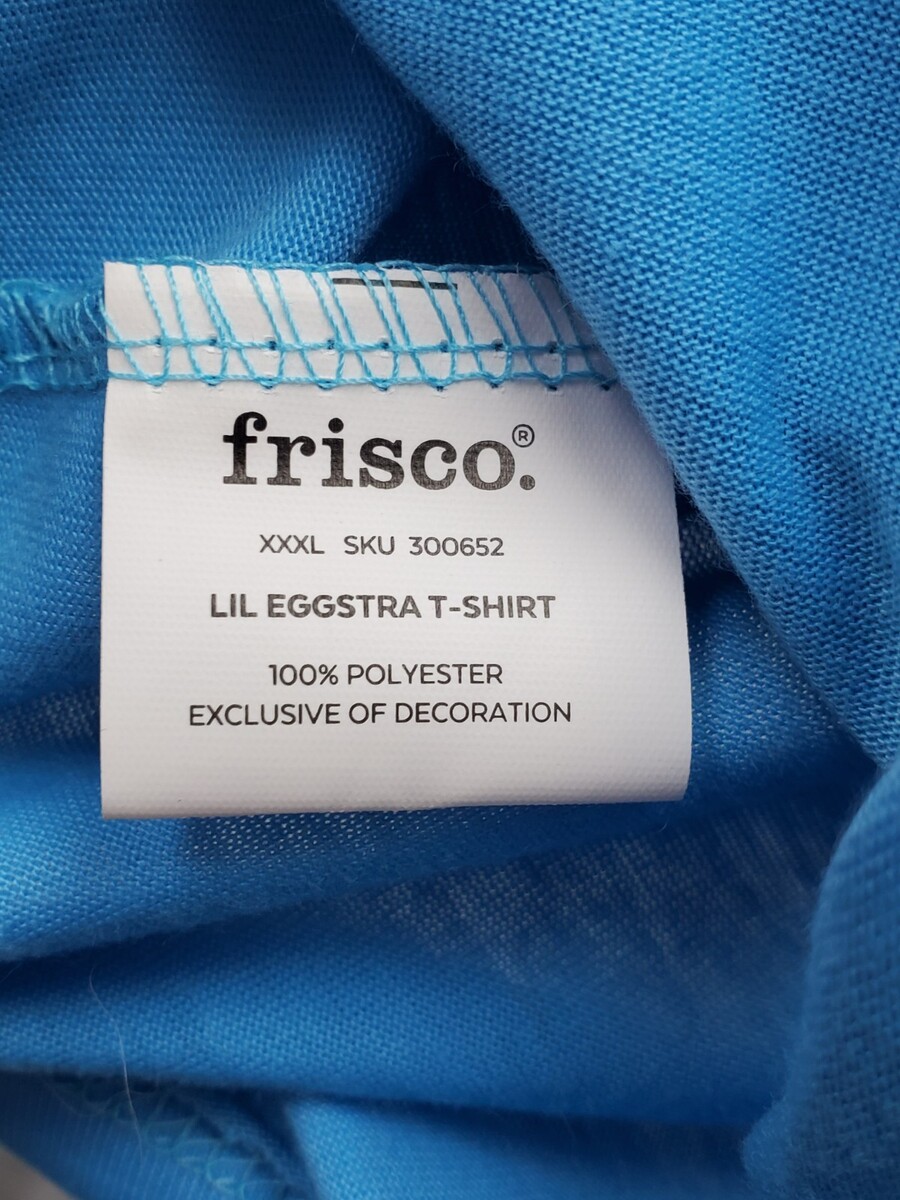 frisco.®
XXXL SKU 300652
LIL EGGSTRA T-SHIRT
100% POLYESTER
EXCLUSIVE OF DECORATION